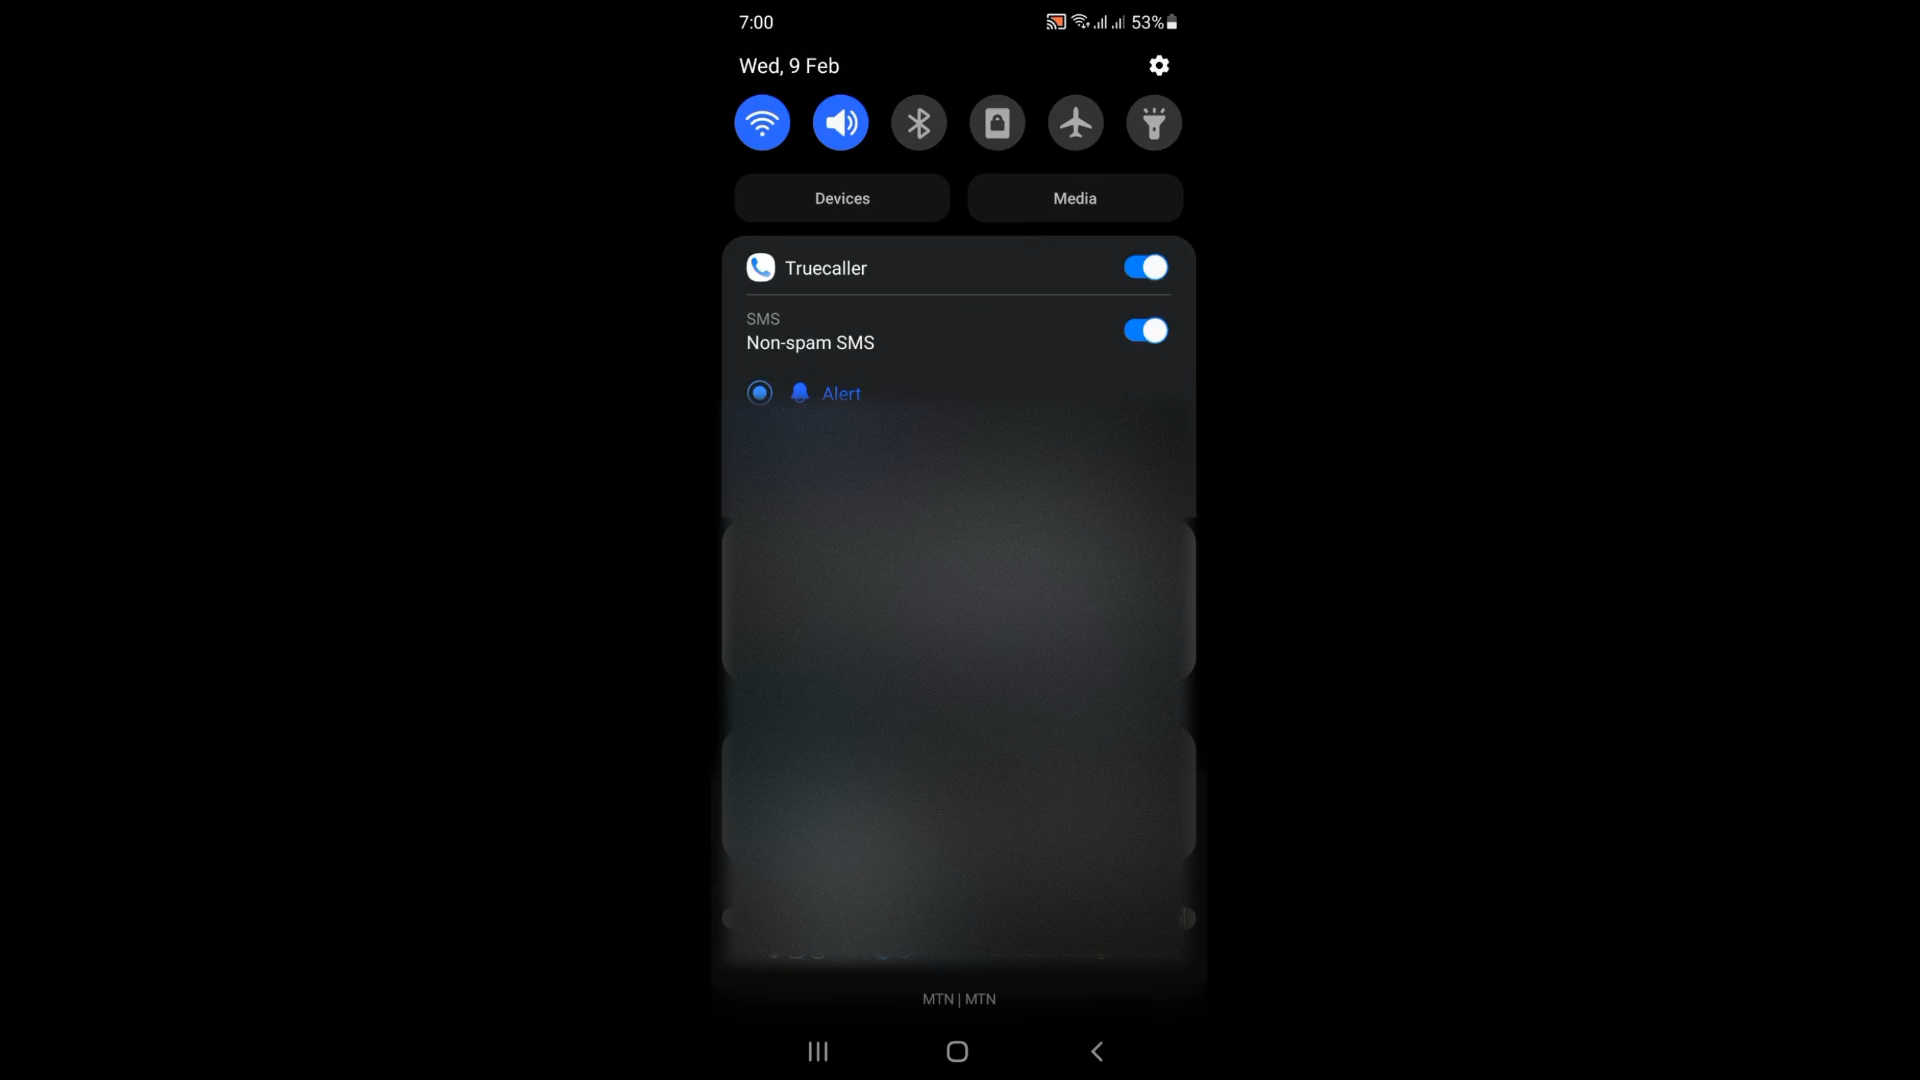 7:00 53%
Wed, 9 Feb
Devices Media
Truecaller
SMS
Non-spam SMS
Alert
MTN | MTN